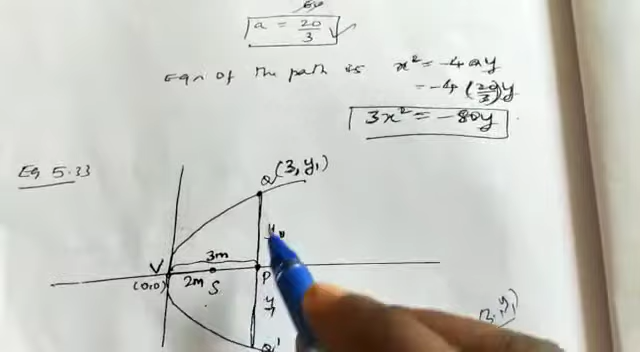 a = 20/3
Eqn of the path is x² = -4ay
= -4(20/3)y
3x² = -80y
Eg 5.33
Q(3, y₁)
y₁
3m
V
P
(0,0)
2m
S
y₁
Q'